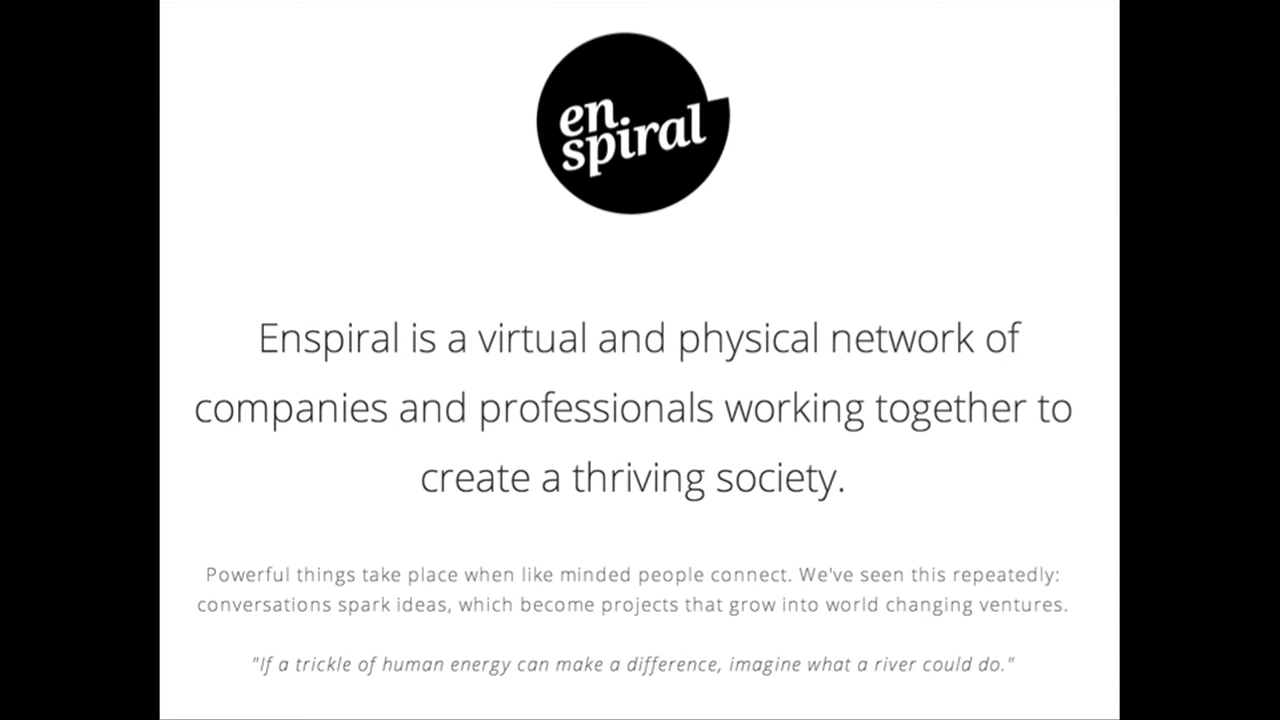 en.
spiral
Enspiral is a virtual and physical network of
companies and professionals working together to
create a thriving society.
Powerful things take place when like minded people connect. We've seen this repeatedly:
conversations spark ideas, which become projects that grow into world changing ventures.
"If a trickle of human energy can make a difference, imagine what a river could do."